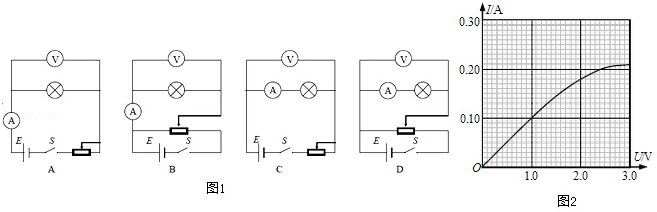 V V V V
A A A A
E S E S E S E S
A B C D
图1
I/A
0.30
0.20
0.10
O 1.0 2.0 3.0
U/V
图2